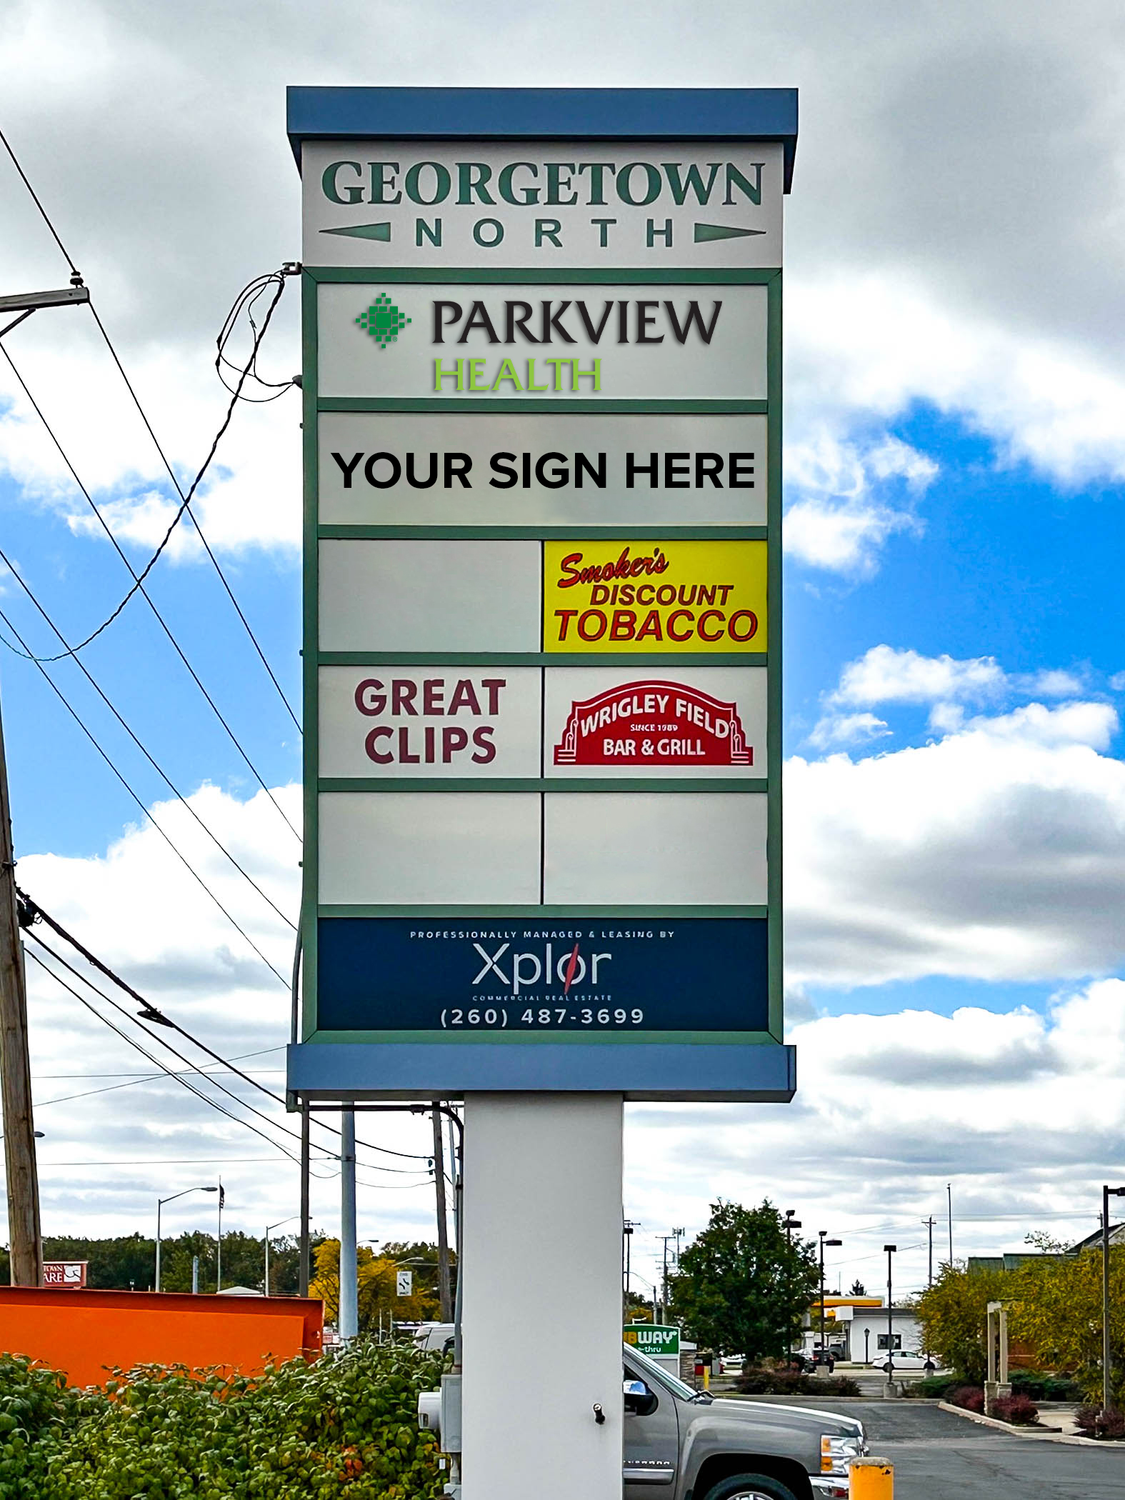 GEORGETOWN
NORTH
PARKVIEW
HEALTH
YOUR SIGN HERE
Smoker's
DISCOUNT
TOBACCO
GREAT
CLIPS
WRIGLEY FIELD
SINCE 1989
BAR & GRILL
PROFESSIONALLY MANAGED & LEASING BY
Xplor
COMMERCIAL REAL ESTATE
(260) 487-3699